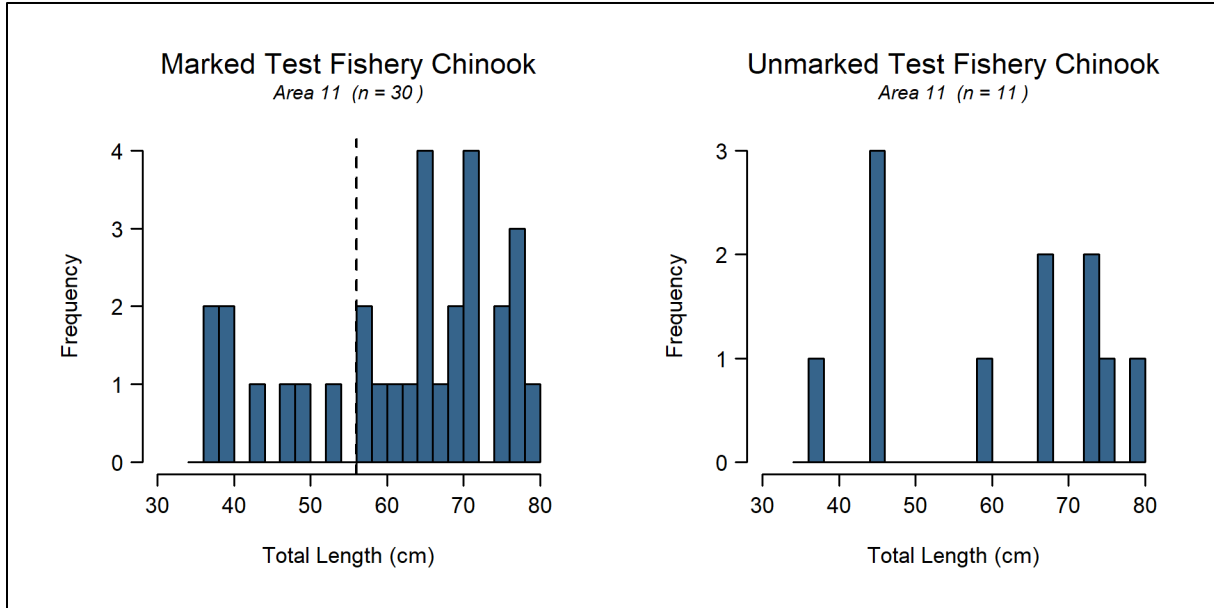 Marked Test Fishery Chinook
Area 11 (n = 30 )
4
3
2
1
0
Frequency
30 40 50 60 70 80
Total Length (cm)
Unmarked Test Fishery Chinook
Area 11 (n = 11 )
3
2
1
0
Frequency
30 40 50 60 70 80
Total Length (cm)